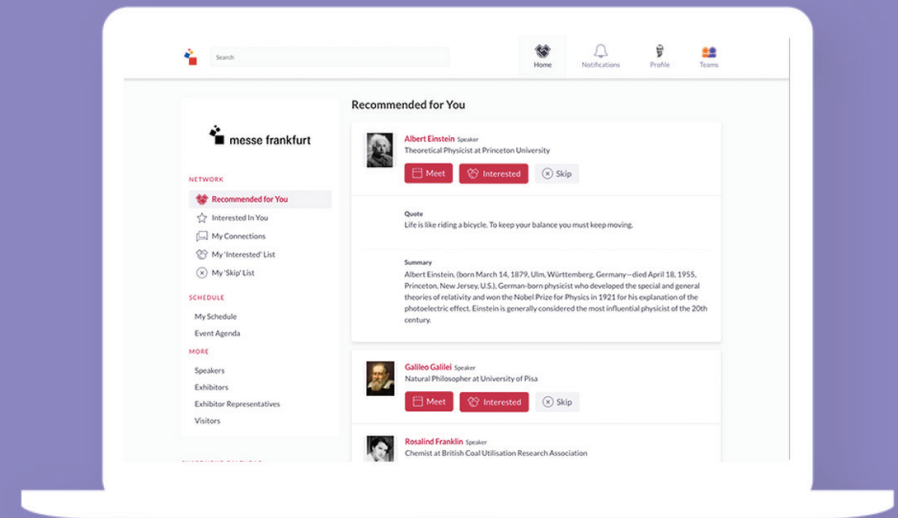 Search
Home
Notifications
Profile
Teams
messe frankfurt
NETWORK
Recommended for You
Interested In You
My Connections
My 'Interested' List
My 'Skip' List
SCHEDULE
My Schedule
Event Agenda
MORE
Speakers
Exhibitors
Exhibitor Representatives
Visitors
Recommended for You
Albert Einstein Speaker
Theoretical Physicist at Princeton University
Meet
Interested
Skip
Quote
Life is like riding a bicycle. To keep your balance you must keep moving.
Summary
Albert Einstein, (born March 14, 1879, Ulm, Württemberg, Germany—died April 18, 1955,
Princeton, New Jersey, U.S.), German-born physicist who developed the special and general
theories of relativity and won the Nobel Prize for Physics in 1921 for his explanation of the
photoelectric effect. Einstein is generally considered the most influential physicist of the 20th
century.
Galileo Galilei Speaker
Natural Philosopher at University of Pisa
Meet
Interested
Skip
Rosalind Franklin Speaker
Chemist at British Coal Utilisation Research Association